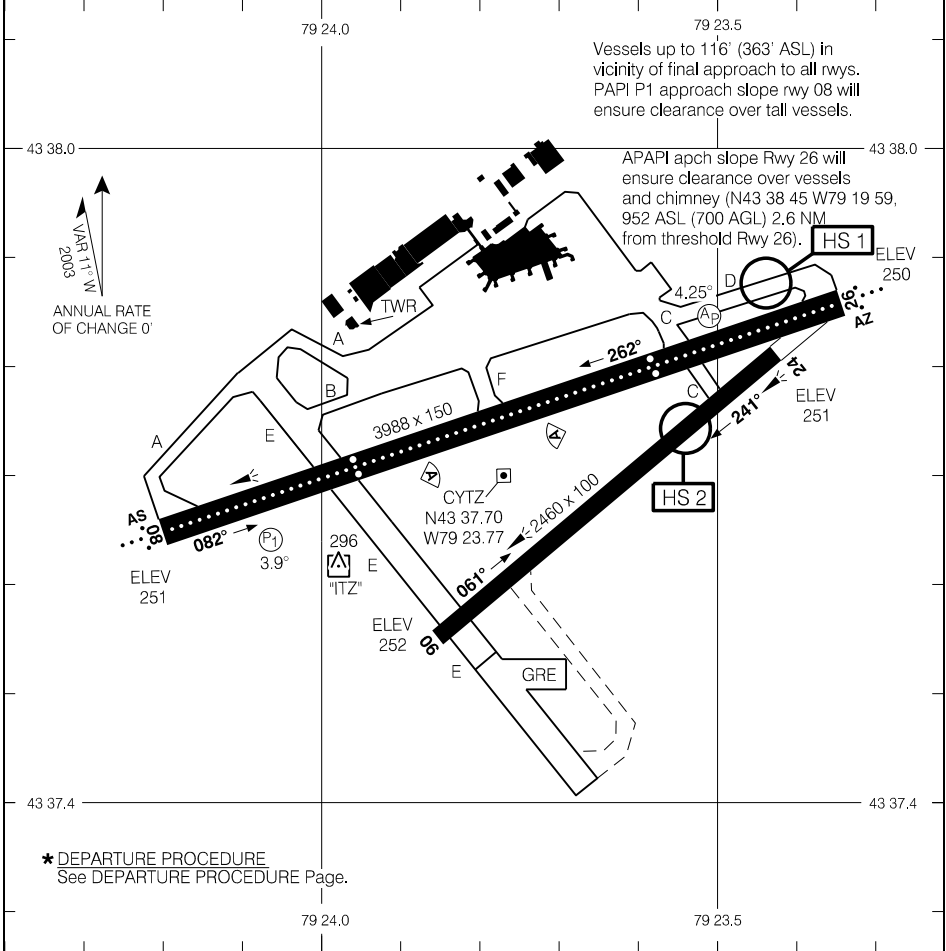 79 24.0
79 23.5
Vessels up to 116' (363' ASL) in
vicinity of final approach to all rwys.
PAPI P1 approach slope rwy 08 will
ensure clearance over tall vessels.
43 38.0
43 38.0
APAPI apch slope Rwy 26 will
ensure clearance over vessels
and chimney (N43 38 45 W79 19 59,
952 ASL (700 AGL) 2.6 NM
from threshold Rwy 26).
VAR 11° W
2003
ANNUAL RATE
OF CHANGE 0'
HS 1
ELEV
250
D
4.25°
AP
C
26
AZ
TWR
A
262°
B
F
C
24
ELEV
251
241°
3988 x 150
A
E
A
A
HS 2
CYTZ
N43 37.70
W79 23.77
2460 x 100
AS
08
082°
P1
3.9°
296
"ITZ"
E
ELEV
251
061°
ELEV
252
06
E
GRE
43 37.4
43 37.4
* DEPARTURE PROCEDURE
See DEPARTURE PROCEDURE Page.
79 24.0
79 23.5